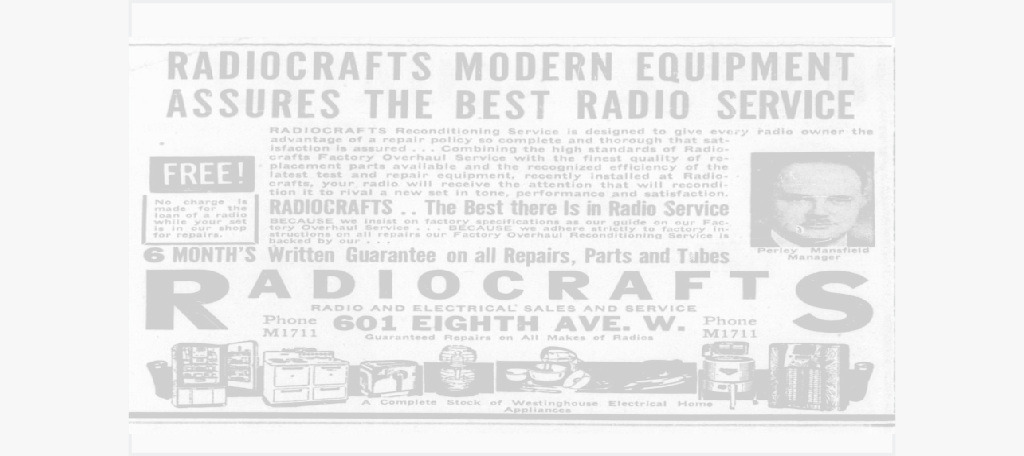 RADIOCRAFTS MODERN EQUIPMENT
ASSURES THE BEST RADIO SERVICE
RADIOCRAFTS Reconditioning Service is designed to give every radio owner the
advantage of a repair policy so complete and thorough that sat-
isfaction is assured . . . Combining the high standards of Radio-
crafts Factory Overhaul Service with the finest quality of re-
placement parts available and the recognized efficiency of the
latest test and repair equipment, recently installed at Radio-
crafts, your radio will receive the attention that will recondi-
tion it to rival a new set in tone, performance and satisfaction.
FREE!
No charge is
made for the
loan of a radio
while your set
is in our shop
for repairs.
RADIOCRAFTS . . The Best there Is in Radio Service
BECAUSE we insist on factory specifications as our guide on our Fac-
tory Overhaul Service . . . BECAUSE we adhere strictly to factory in-
structions on all repairs our Factory Overhaul Reconditioning Service is
backed by our . . .
Perley Mansfield
Manager
6 MONTH'S Written Guarantee on all Repairs, Parts and Tubes
RADIOCRAFTS
RADIO AND ELECTRICAL SALES AND SERVICE
Phone M1711 601 EIGHTH AVE. W. Phone M1711
Guaranteed Repairs on All Makes of Radios
A Complete Stock of Westinghouse Electrical Home
Appliances